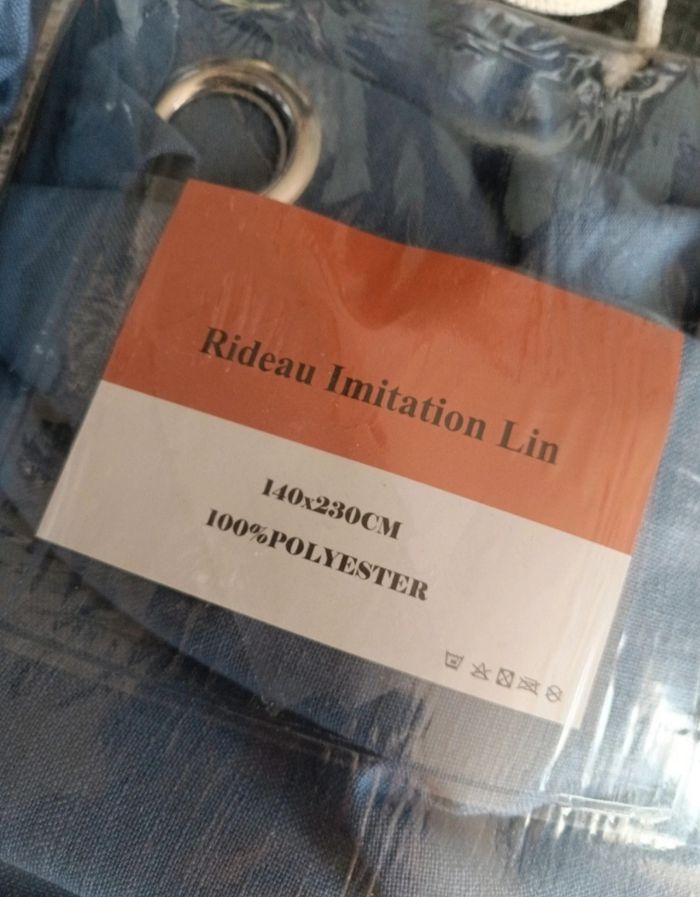 Rideau Imitation Lin
140x230CM
100%POLYESTER